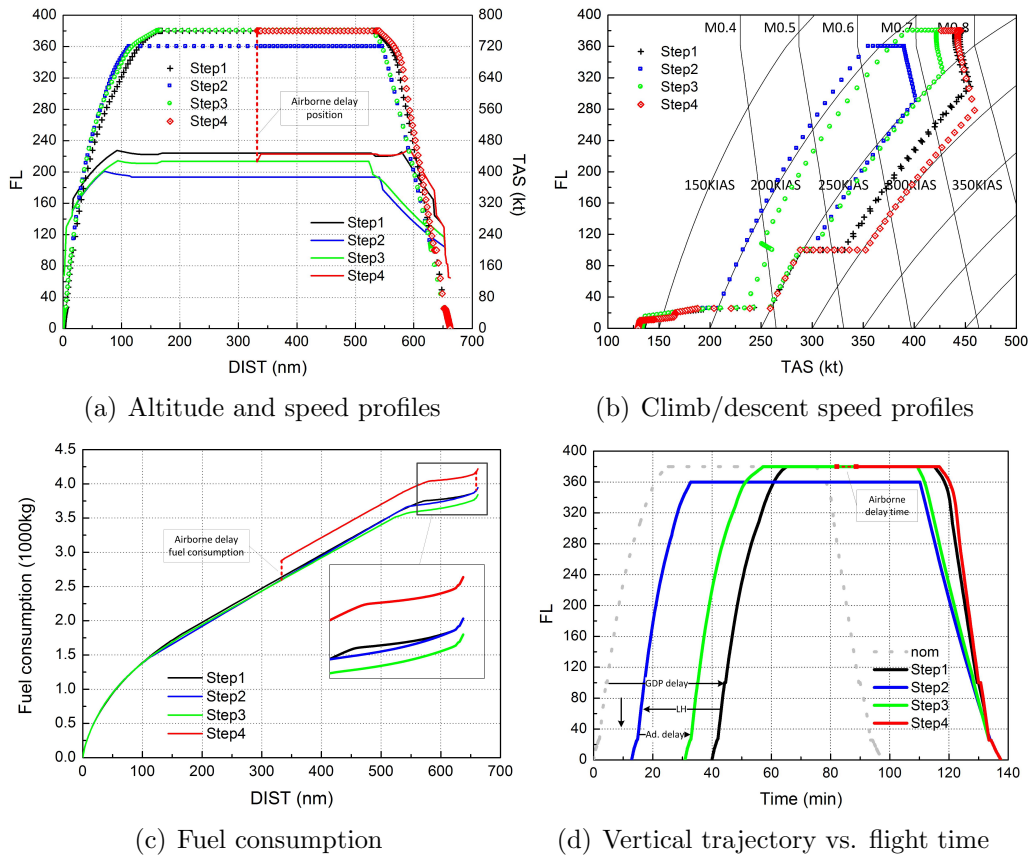 400
360
320
280
240
200
160
120
80
40
0
FL
800
720
640
560
480
400
320
240
160
80
0
TAS (kt)
Step1
Step2
Step3
Step4
Airborne delay
position
Step1
Step2
Step3
Step4
0 100 200 300 400 500 600 700
DIST (nm)
(a) Altitude and speed profiles
400
360
320
280
240
200
160
120
80
40
0
FL
M0.4 M0.5 M0.6 M0.7 M0.8
Step1
Step2
Step3
Step4
150KIAS 200KIAS 250KIAS 300KIAS 350KIAS
100 150 200 250 300 350 400 450 500
TAS (kt)
(b) Climb/descent speed profiles
4.5
4.0
3.5
3.0
2.5
2.0
1.5
1.0
0.5
0.0
Fuel consumption (1000kg)
Airborne delay
fuel consumption
Step1
Step2
Step3
Step4
0 100 200 300 400 500 600 700
DIST (nm)
(c) Fuel consumption
400
360
320
280
240
200
160
120
80
40
0
FL
Airborne
delay time
nom
Step1
Step2
Step3
Step4
GDP delay
LH
Ad. delay
0 20 40 60 80 100 120 140
Time (min)
(d) Vertical trajectory vs. flight time